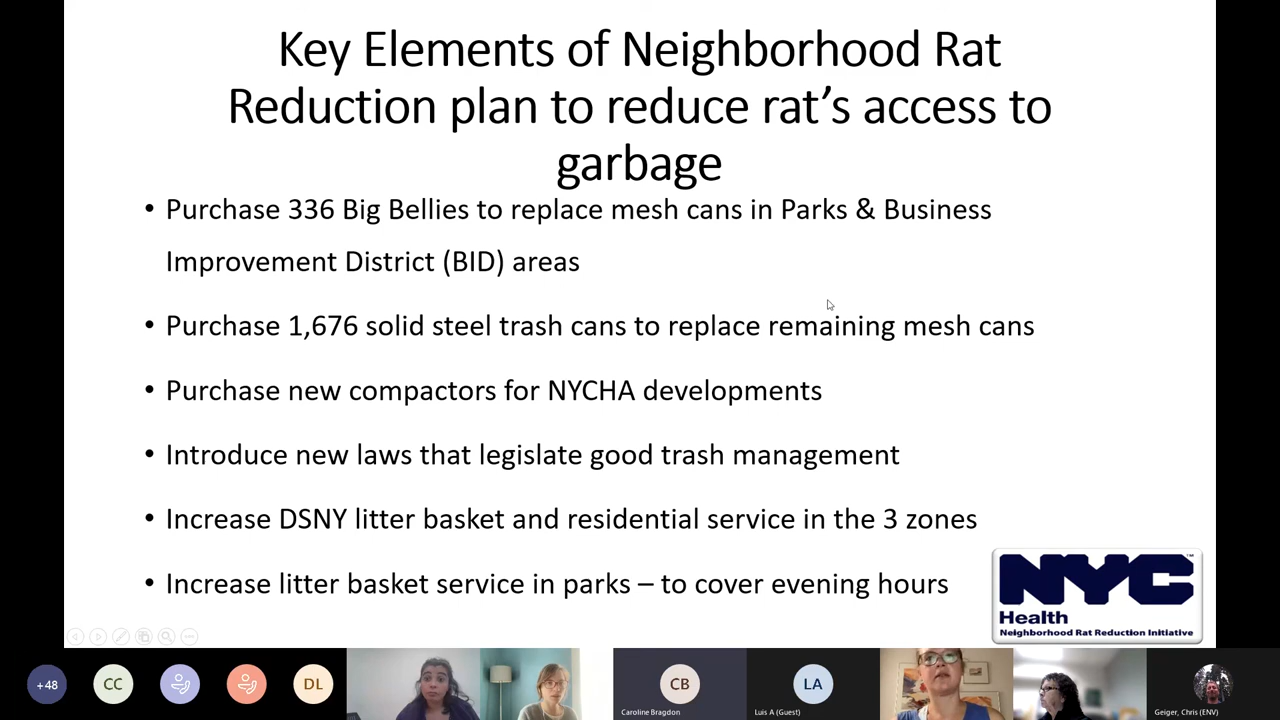 Key Elements of Neighborhood Rat
Reduction plan to reduce rat’s access to
garbage
• Purchase 336 Big Bellies to replace mesh cans in Parks & Business
Improvement District (BID) areas
• Purchase 1,676 solid steel trash cans to replace remaining mesh cans
• Purchase new compactors for NYCHA developments
• Introduce new laws that legislate good trash management
• Increase DSNY litter basket and residential service in the 3 zones
• Increase litter basket service in parks – to cover evening hours
NYC™
Health
Neighborhood Rat Reduction Initiative
+48
CC
DL
CB
LA
Caroline Bragdon
Luis A (Guest)
Geiger, Chris (ENV)